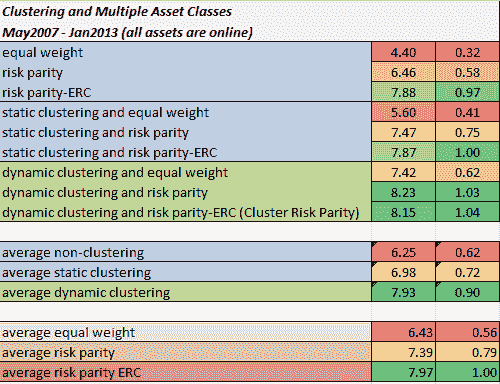 Clustering and Multiple Asset Classes
May2007 - Jan2013 (all assets are online)
equal weight 4.40 0.32
risk parity 6.46 0.58
risk parity-ERC 7.88 0.97
static clustering and equal weight 5.60 0.41
static clustering and risk parity 7.47 0.75
static clustering and risk parity-ERC 7.87 1.00
dynamic clustering and equal weight 7.42 0.62
dynamic clustering and risk parity 8.23 1.03
dynamic clustering and risk parity-ERC (Cluster Risk Parity) 8.15 1.04
average non-clustering 6.25 0.62
average static clustering 6.98 0.72
average dynamic clustering 7.93 0.90
average equal weight 6.43 0.56
average risk parity 7.39 0.79
average risk parity ERC 7.97 1.00